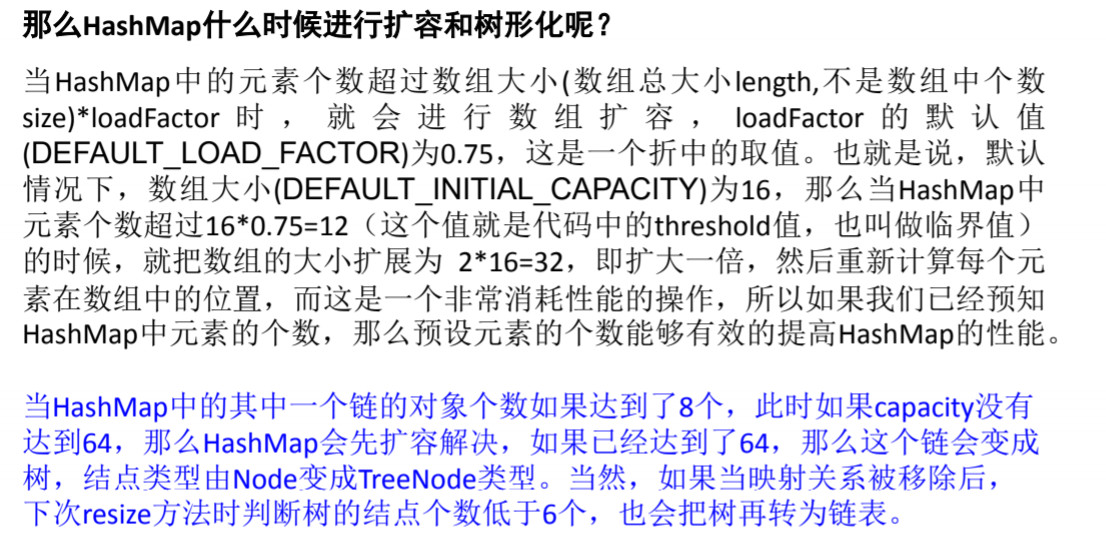 那么HashMap什么时候进行扩容和树形化呢？
当HashMap中的元素个数超过数组大小(数组总大小length,不是数组中个数
size)*loadFactor 时 ， 就 会 进 行 数 组 扩 容 ， loadFactor 的 默 认 值
(DEFAULT_LOAD_FACTOR)为0.75，这是一个折中的取值。也就是说，默认
情况下，数组大小(DEFAULT_INITIAL_CAPACITY)为16，那么当HashMap中
元素个数超过16*0.75=12（这个值就是代码中的threshold值，也叫做临界值）
的时候，就把数组的大小扩展为 2*16=32，即扩大一倍，然后重新计算每个元
素在数组中的位置，而这是一个非常消耗性能的操作，所以如果我们已经预知
HashMap中元素的个数，那么预设元素的个数能够有效的提高HashMap的性能。
当HashMap中的其中一个链的对象个数如果达到了8个，此时如果capacity没有
达到64，那么HashMap会先扩容解决，如果已经达到了64，那么这个链会变成
树，结点类型由Node变成TreeNode类型。当然，如果当映射关系被移除后，
下次resize方法时判断树的结点个数低于6个，也会把树再转为链表。